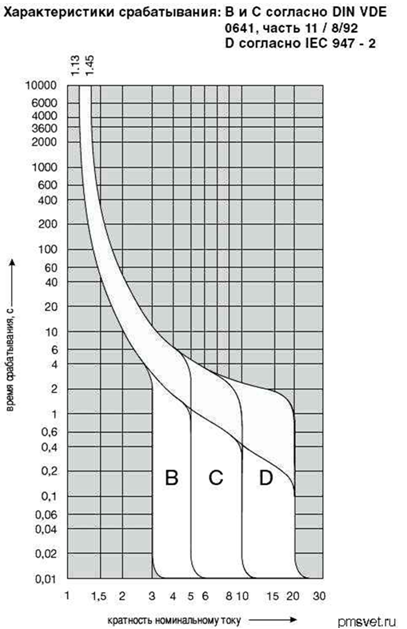 Характеристики срабатывания: B и C согласно DIN VDE
0641, часть 11 / 8/92
D согласно IEC 947 - 2
1.13
1.45
10000
6000
4000
3600
2000
1000
600
400
200
100
60
40
20
10
6
4
2
1
0,6
0,4
0,2
0,1
0,06
0,04
0,02
0,01
время срабатывания, с
B
C
D
1 1,5 2 3 4 5 6 8 10 15 20 30
кратность номинальному току
pmsvet.ru